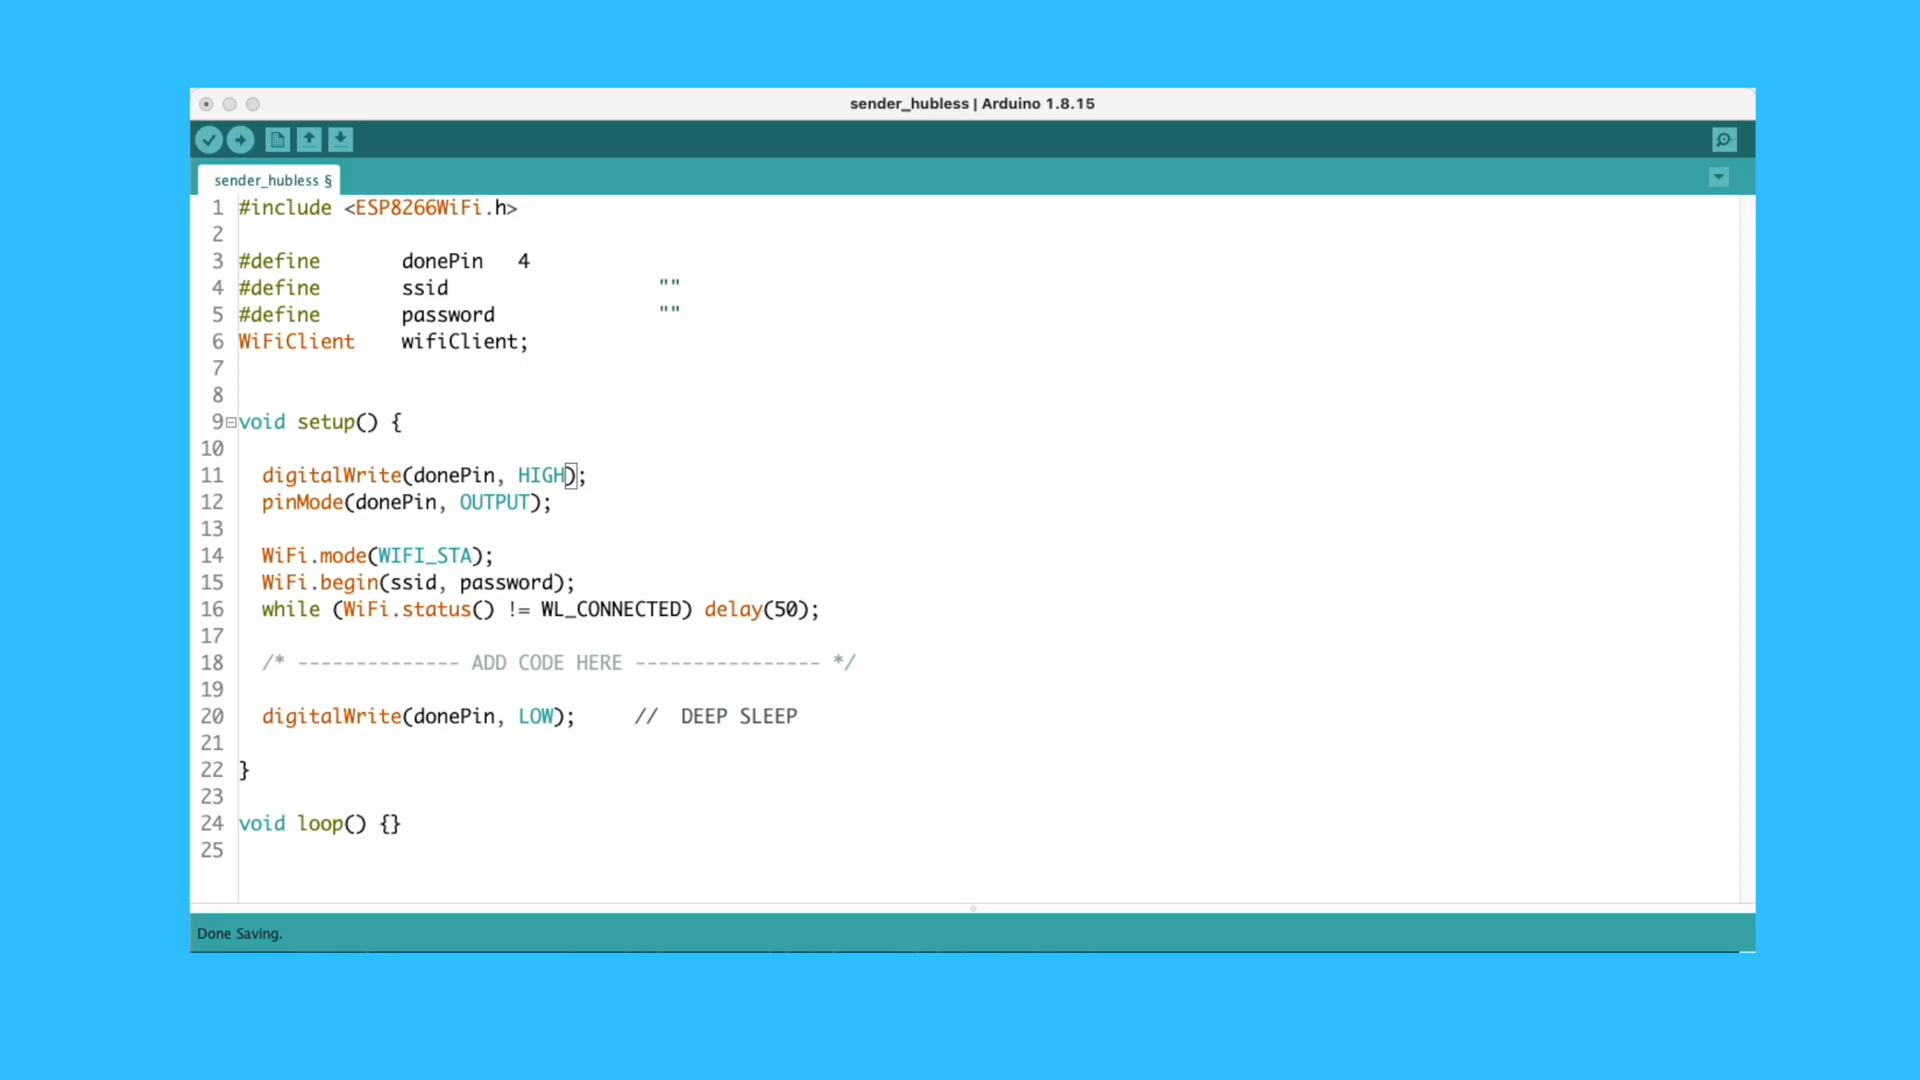 sender_hubless | Arduino 1.8.15
sender_hubless §
1 #include <ESP8266WiFi.h>
2
3 #define donePin 4
4 #define ssid ""
5 #define password ""
6 WiFiClient wifiClient;
7
8
9 void setup() {
10
11 digitalWrite(donePin, HIGH);
12 pinMode(donePin, OUTPUT);
13
14 WiFi.mode(WIFI_STA);
15 WiFi.begin(ssid, password);
16 while (WiFi.status() != WL_CONNECTED) delay(50);
17
18 /* -------------- ADD CODE HERE ---------------- */
19
20 digitalWrite(donePin, LOW); // DEEP SLEEP
21
22 }
23
24 void loop() {}
25
Done Saving.